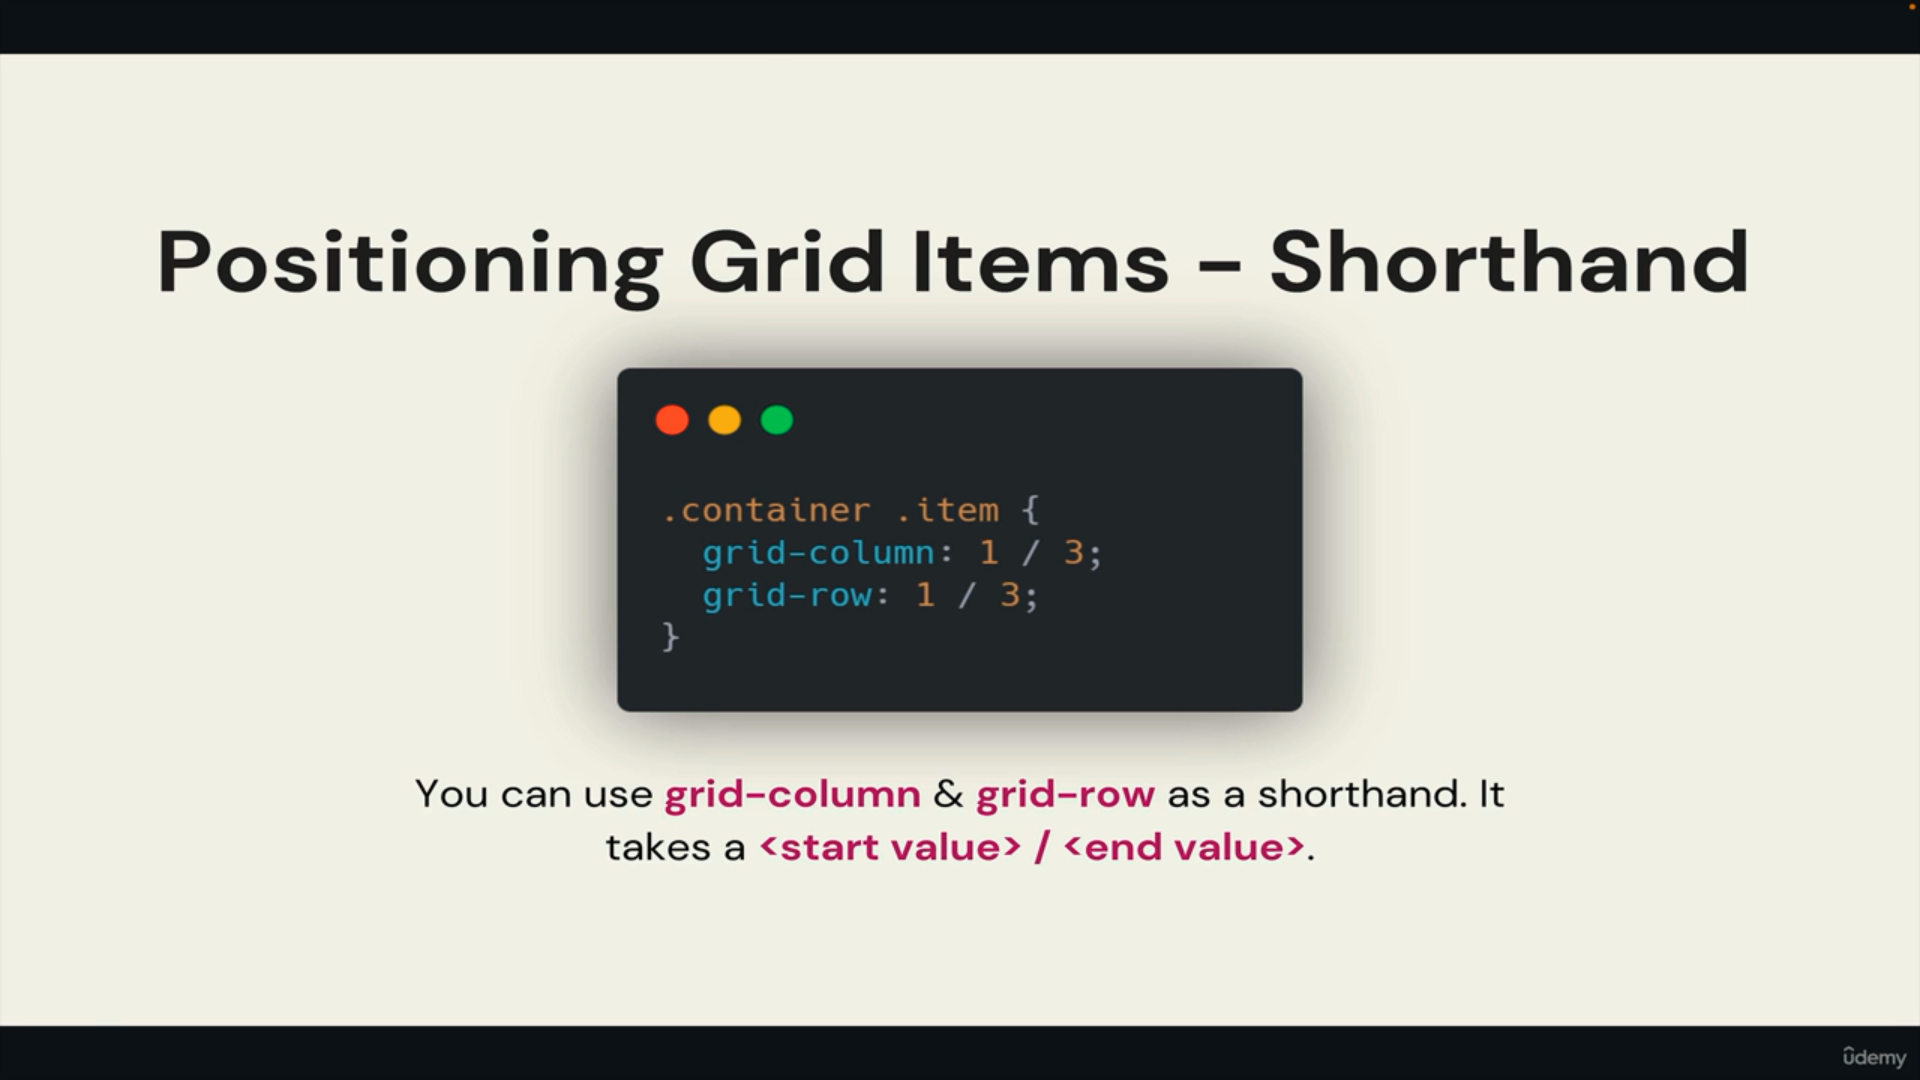 Positioning Grid Items - Shorthand
.container .item {
  grid-column: 1 / 3;
  grid-row: 1 / 3;
}
You can use grid-column & grid-row as a shorthand. It
takes a <start value> / <end value>.
ûdemy